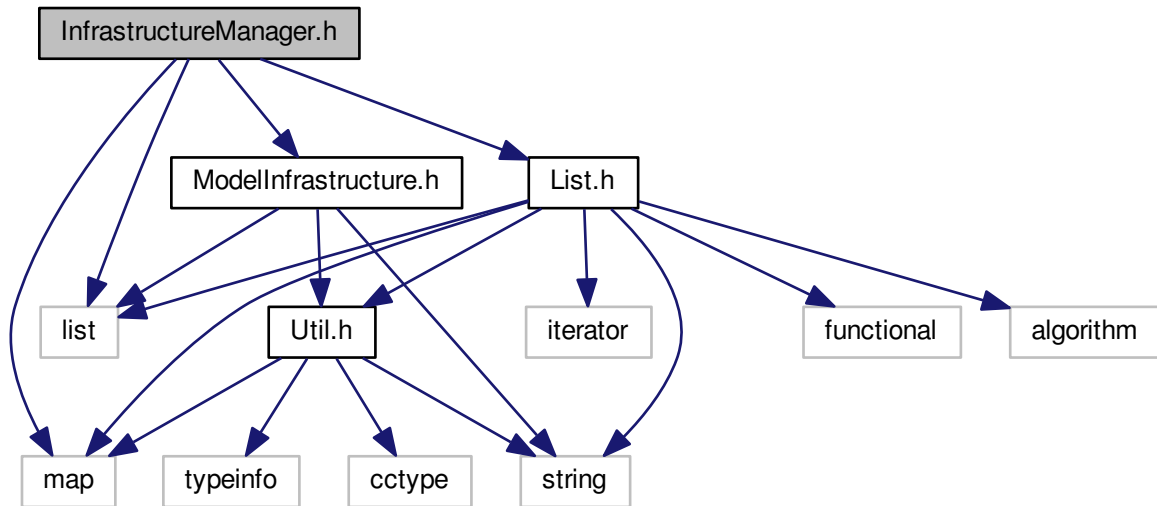 InfrastructureManager.h
ModelInfrastructure.h
List.h
list
Util.h
iterator
functional
algorithm
map
typeinfo
cctype
string